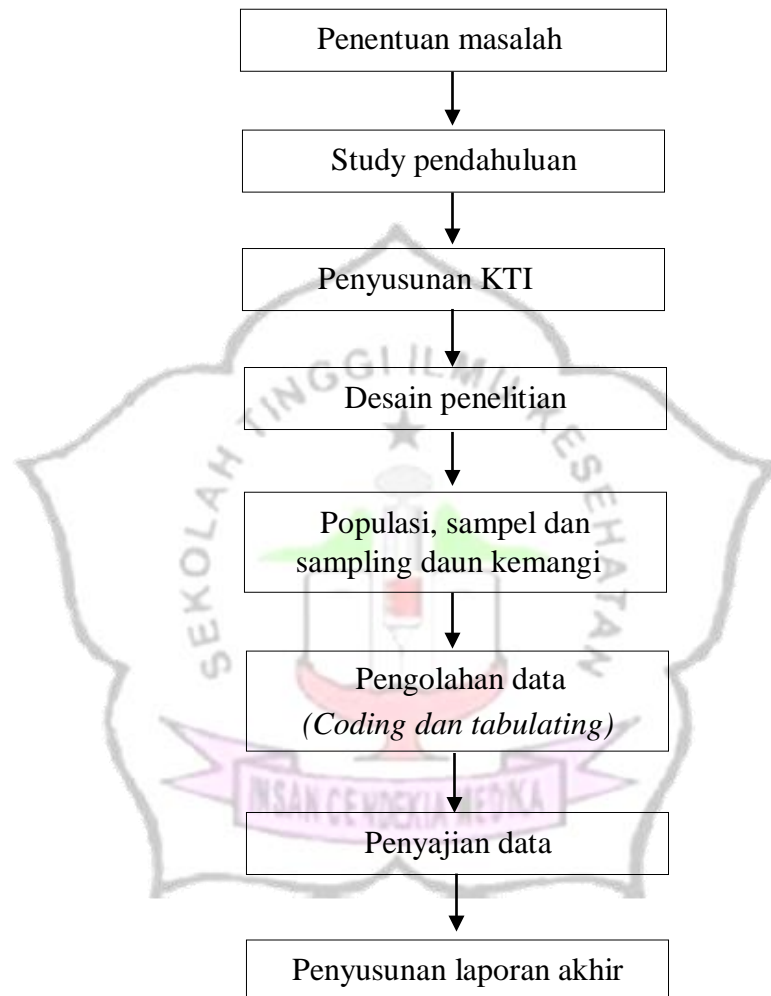 Penentuan masalah
Study pendahuluan
Penyusunan KTI
SEKOLAH TINGGI ILMU KESEHATAN
Desain penelitian
Populasi, sampel dan
sampling daun kemangi
Pengolahan data
(Coding dan tabulating)
INSAN CENDEKIA MEDIKA
Penyajian data
Penyusunan laporan akhir